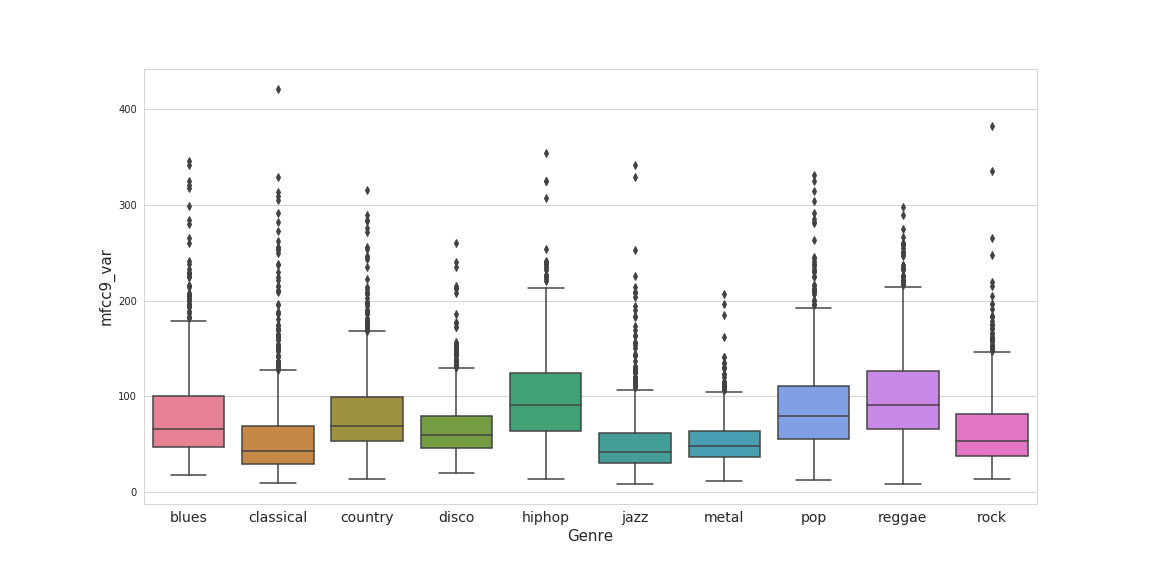 400
300
200
100
0
mfcc9_var
blues classical country disco hiphop jazz metal pop reggae rock
Genre